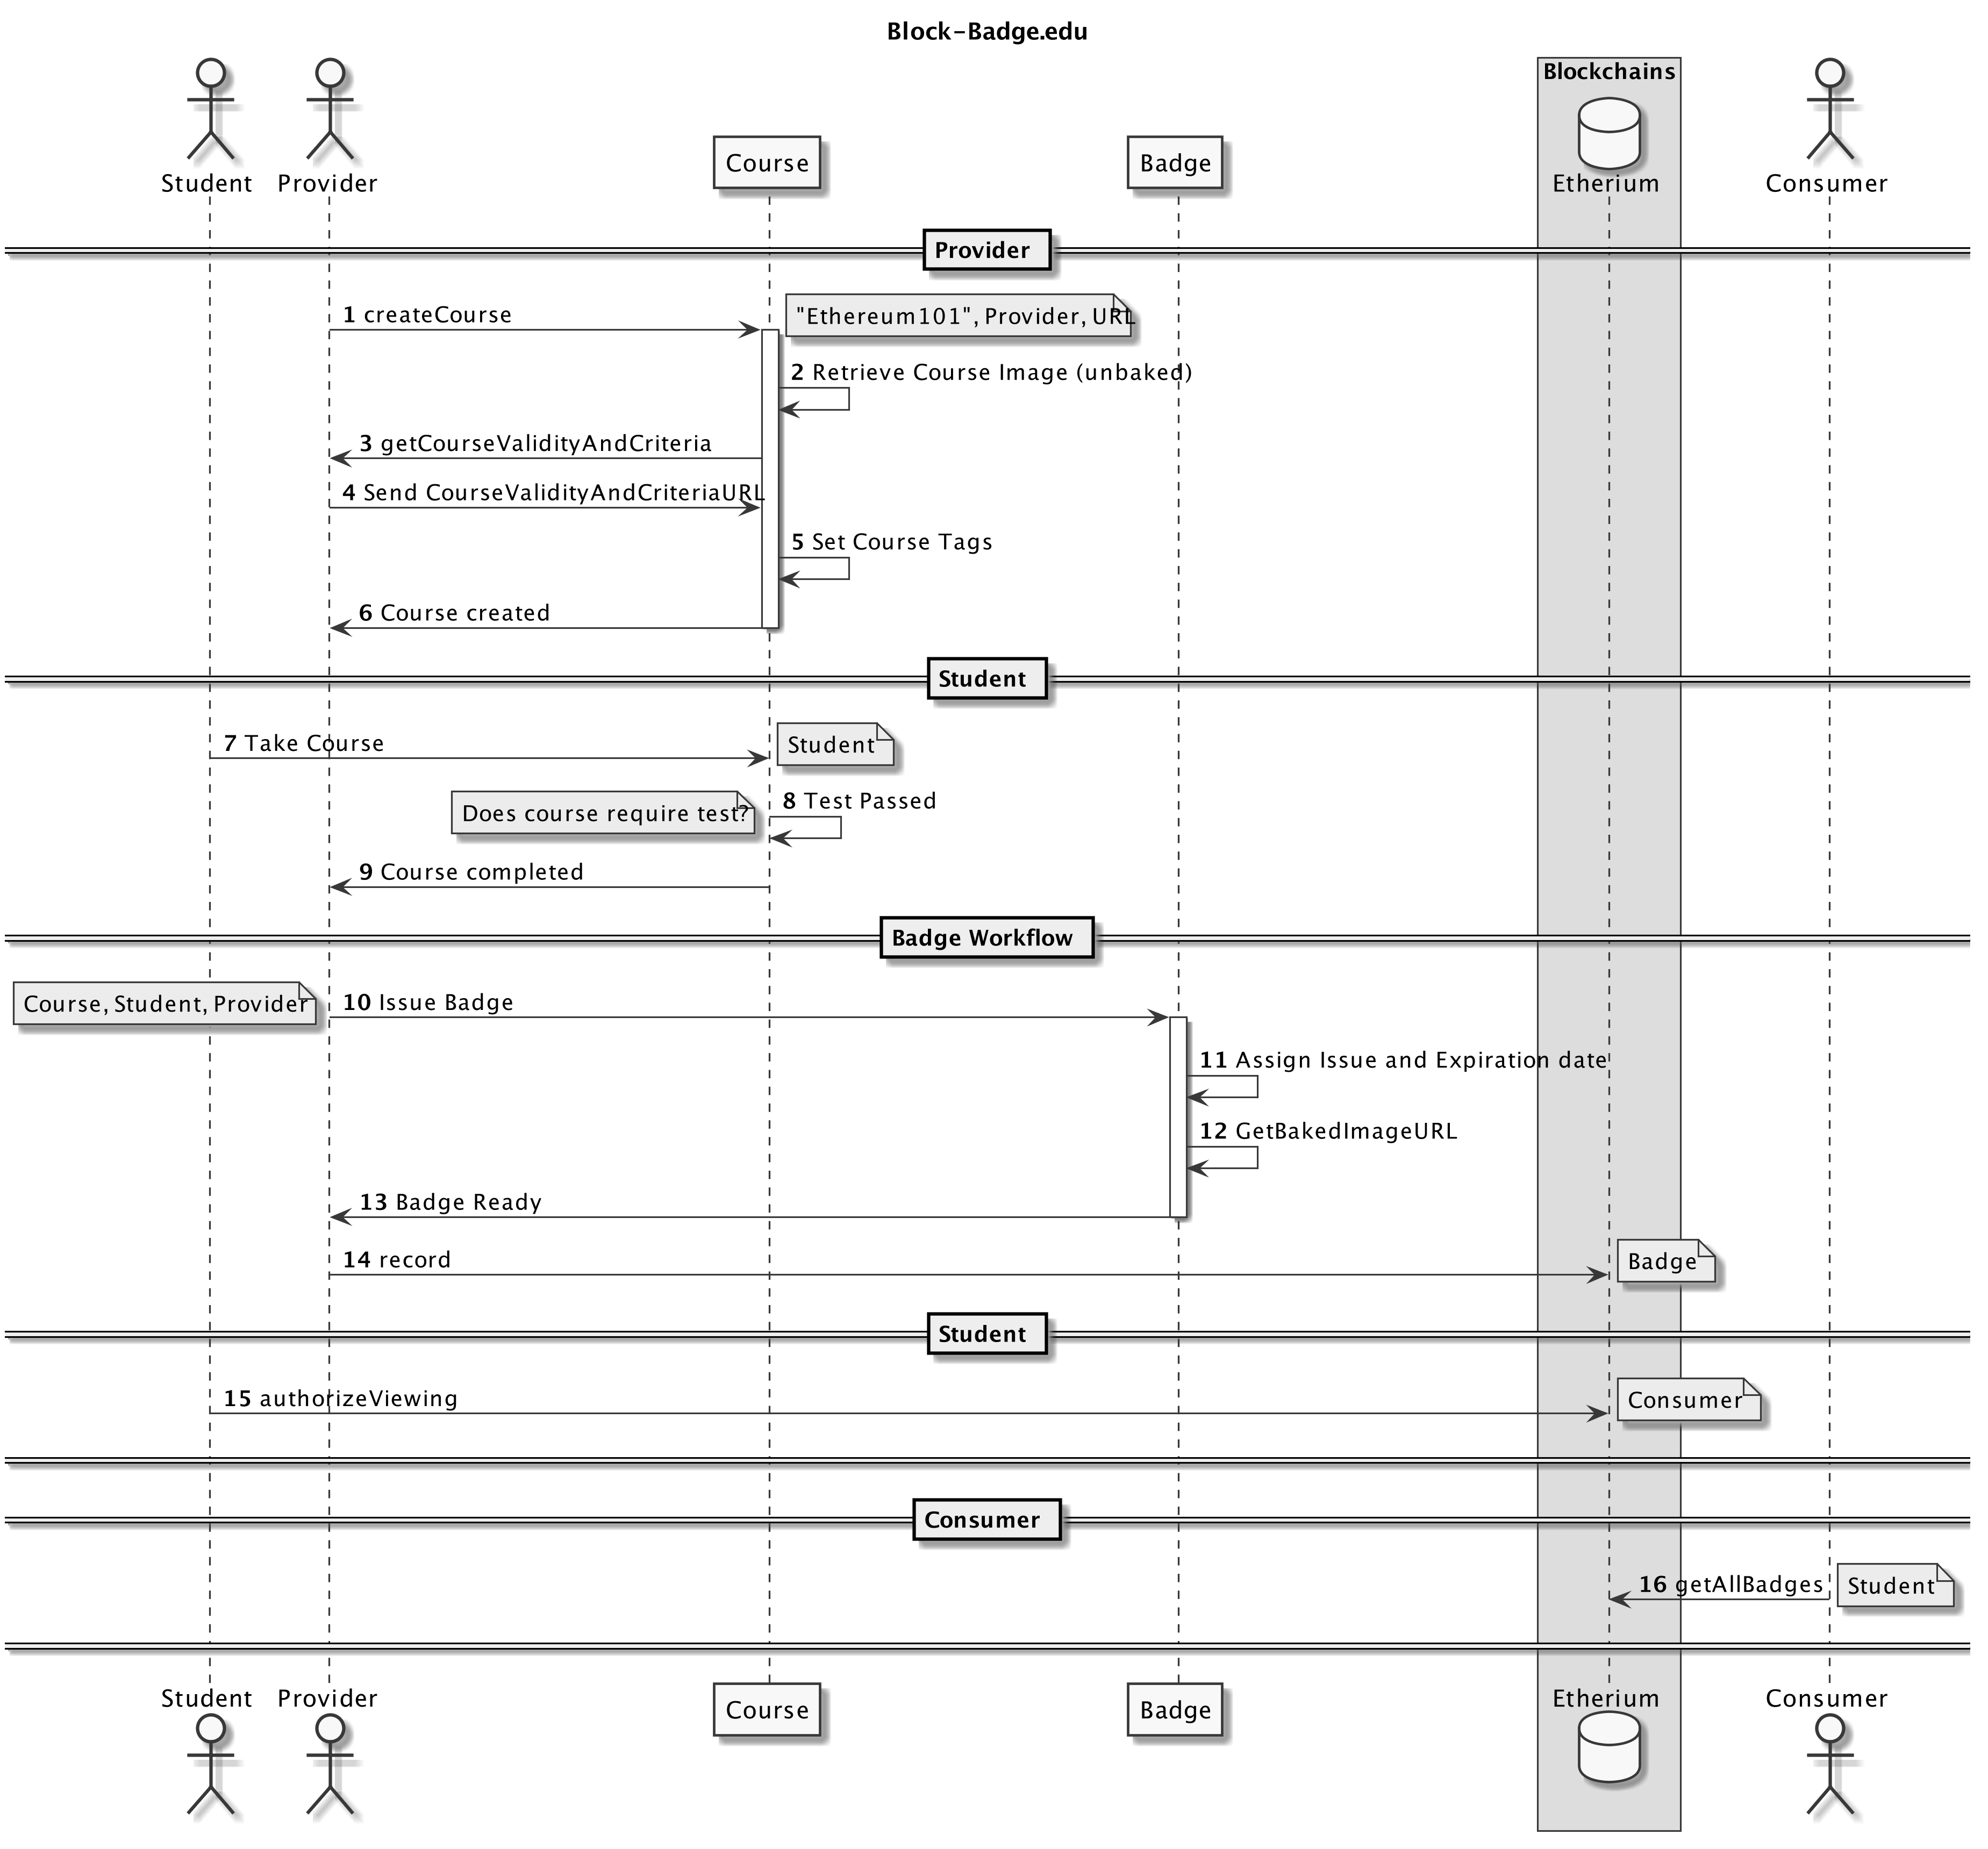 Block-Badge.edu
Blockchains
Student
Provider
Course
Badge
Etherium
Consumer
Provider
1 createCourse
"Ethereum101", Provider, URL
2 Retrieve Course Image (unbaked)
3 getCourseValidityAndCriteria
4 Send CourseValidityAndCriteriaURL
5 Set Course Tags
6 Course created
Student
7 Take Course
Student
Does course require test?
8 Test Passed
9 Course completed
Badge Workflow
Course, Student, Provider
10 Issue Badge
11 Assign Issue and Expiration date
12 GetBakedImageURL
13 Badge Ready
14 record
Badge
Student
15 authorizeViewing
Consumer
Consumer
16 getAllBadges
Student
Student
Provider
Course
Badge
Etherium
Consumer